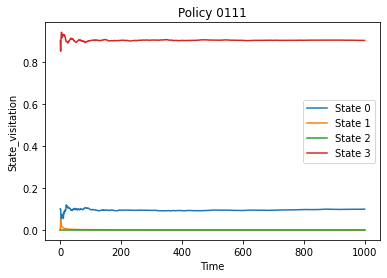 Policy 0111
State_visitation
0.8
0.6
0.4
0.2
0.0
State 0
State 1
State 2
State 3
0
200
400
600
800
1000
Time